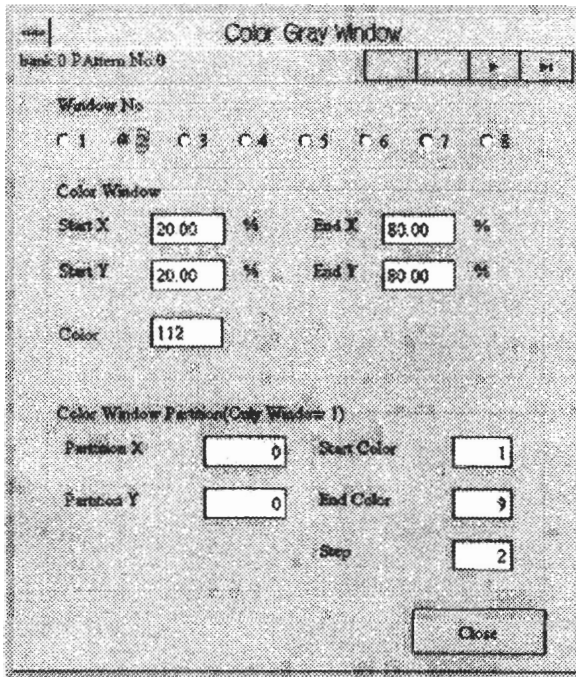 Color Gray Window
bank 0 PAttern No 0
Window No
1 2 3 4 5 6 7 8
Color Window
Start X 20.00 % End X 80.00 %
Start Y 20.00 % End Y 80.00 %
Color 112
Color Window Partition(Only Window 1)
Partition X 0 Start Color 1
Partition Y 0 End Color 9
Step 2
Close